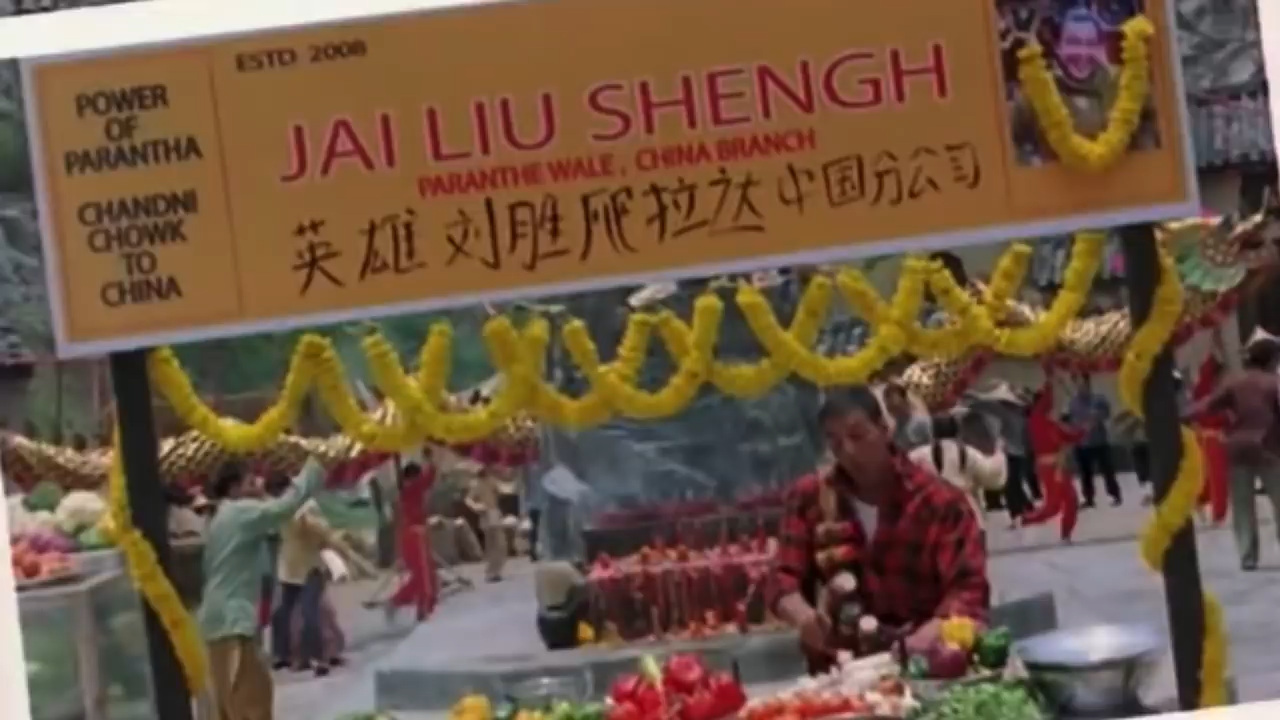 POWER
OF
PARANTHA
CHANDNI
CHOWK
TO
CHINA
ESTD 2008
JAI LIU SHENGH
PARANTHE WALE, CHINA BRANCH
英雄刘胜爬拉达中国分公司